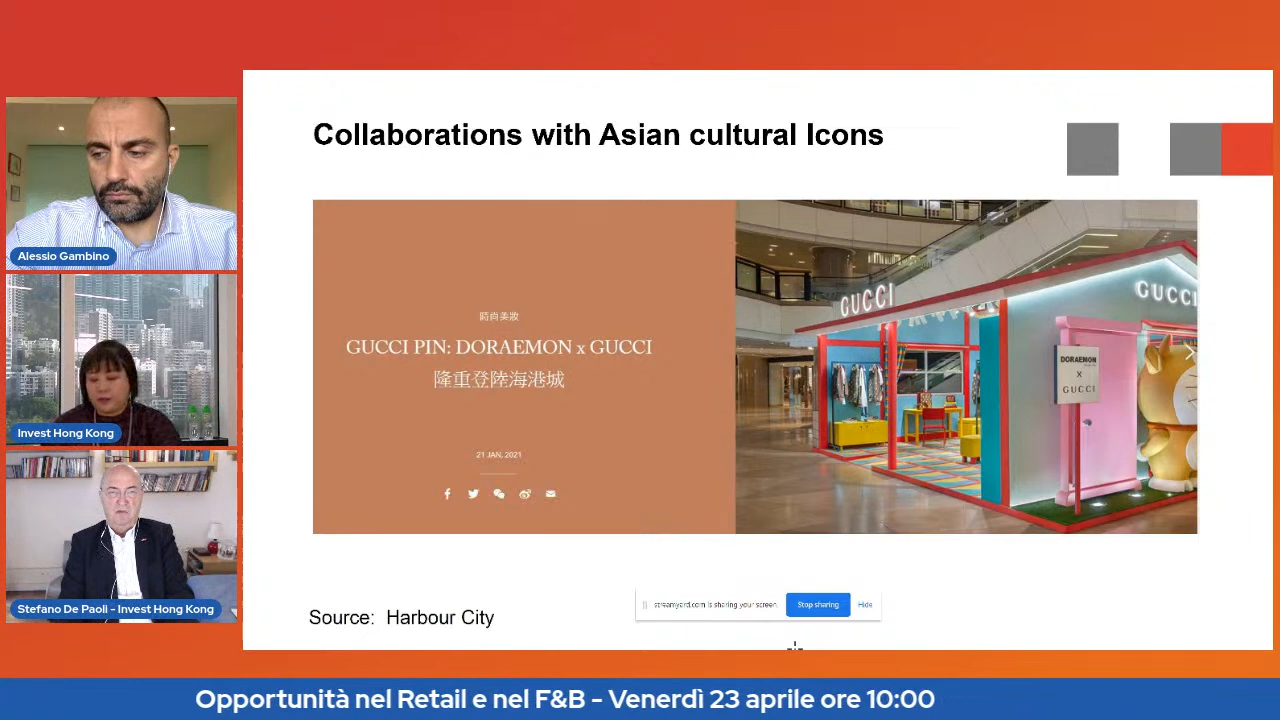 Alessio Gambino
Invest Hong Kong
Stefano De Paoli - Invest Hong Kong
Collaborations with Asian cultural Icons
時尚美妝
GUCCI PIN: DORAEMON x GUCCI
隆重登陸海港城
21 JAN, 2021
GUCCI
GUCCI
DORAEMON
X
GUCCI
Source: Harbour City
streamyard.com is sharing your screen.
Stop sharing
Hide
Opportunità nel Retail e nel F&B - Venerdì 23 aprile ore 10:00